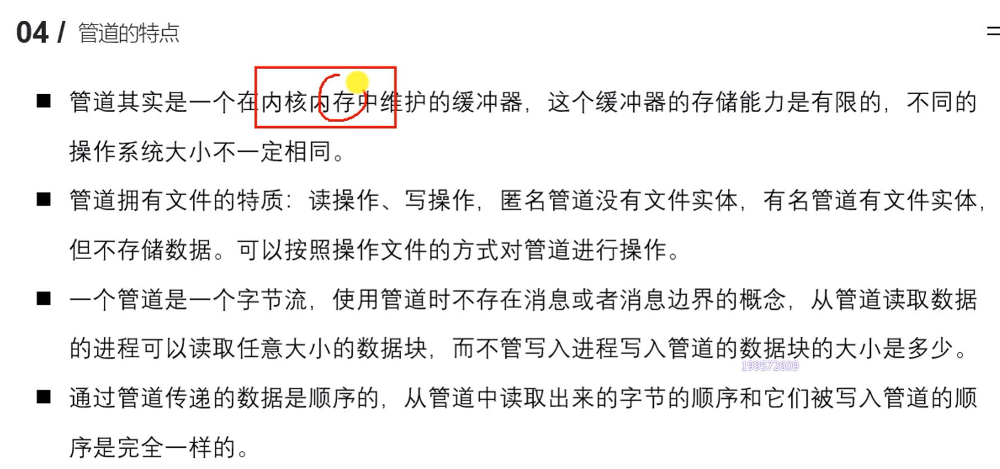 04 / 管道的特点
■ 管道其实是一个在内核内存中维护的缓冲器，这个缓冲器的存储能力是有限的，不同的
操作系统大小不一定相同。
■ 管道拥有文件的特质：读操作、写操作，匿名管道没有文件实体，有名管道有文件实体，
但不存储数据。可以按照操作文件的方式对管道进行操作。
■ 一个管道是一个字节流，使用管道时不存在消息或者消息边界的概念，从管道读取数据
的进程可以读取任意大小的数据块，而不管写入进程写入管道的数据块的大小是多少。
199572609
■ 通过管道传递的数据是顺序的，从管道中读取出来的字节的顺序和它们被写入管道的顺
序是完全一样的。